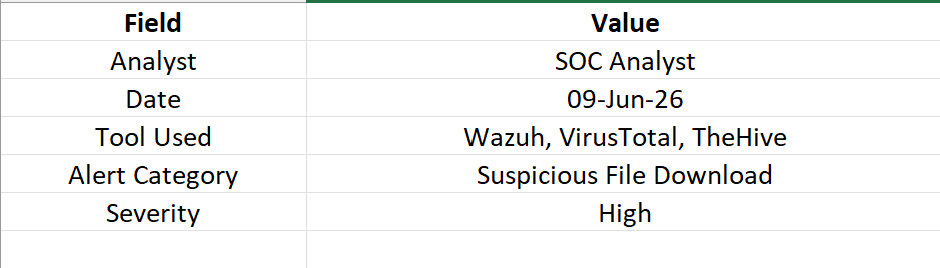 Field Value
Analyst SOC Analyst
Date 09-Jun-26
Tool Used Wazuh, VirusTotal, TheHive
Alert Category Suspicious File Download
Severity High